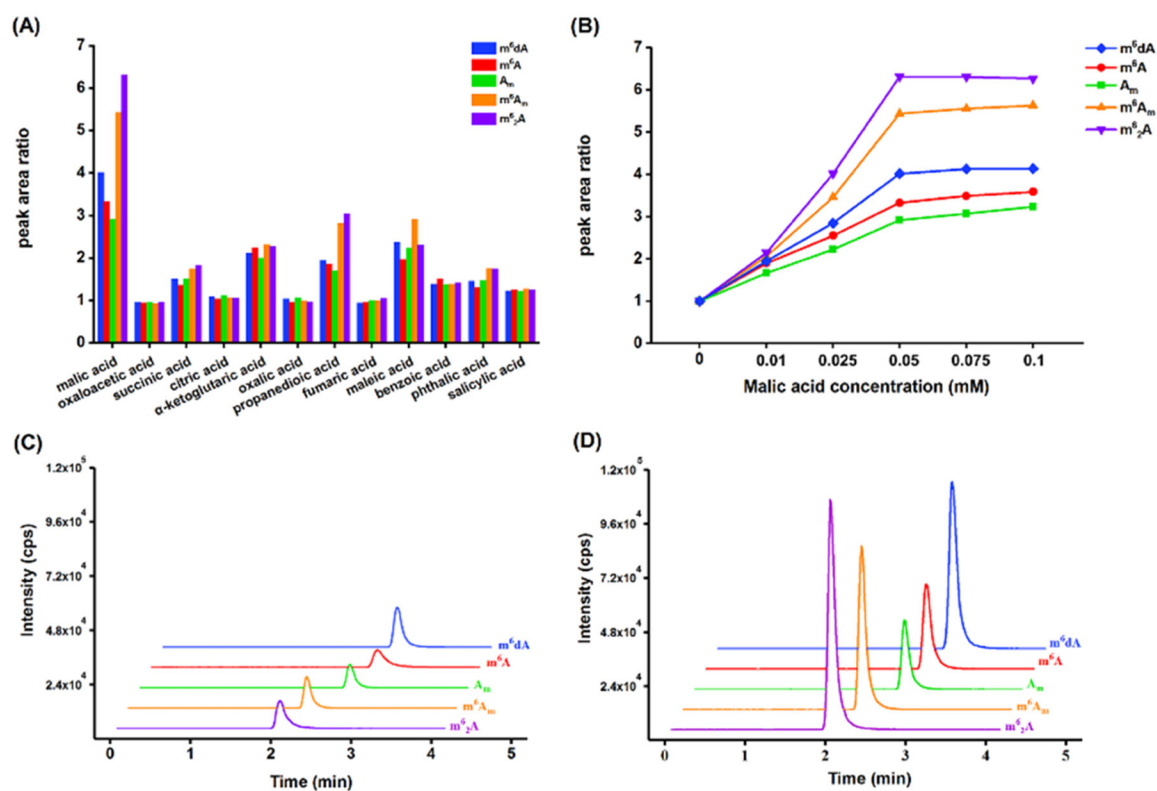 (A)
peak area ratio
7
6
5
4
3
2
1
0
m⁶dA
m⁶A
Aₘ
m⁶Aₘ
m⁶₂A
malic acid
oxaloacetic acid
succinic acid
citric acid
α-ketoglutaric acid
oxalic acid
propanedioic acid
fumaric acid
maleic acid
benzoic acid
phthalic acid
salicylic acid
(B)
peak area ratio
7
6
5
4
3
2
1
0
m⁶dA
m⁶A
Aₘ
m⁶Aₘ
m⁶₂A
0 0.01 0.025 0.05 0.075 0.1
Malic acid concentration (mM)
(C)
Intensity (cps)
1.2x10⁵
9.6x10⁴
7.2x10⁴
4.8x10⁴
2.4x10⁴
m⁶dA
m⁶A
Aₘ
m⁶Aₘ
m⁶₂A
0 1 2 3 4 5
Time (min)
(D)
Intensity (cps)
1.2x10⁵
9.6x10⁴
7.2x10⁴
4.8x10⁴
2.4x10⁴
m⁶dA
m⁶A
Aₘ
m⁶Aₘ
m⁶₂A
0 1 2 3 4 5
Time (min)